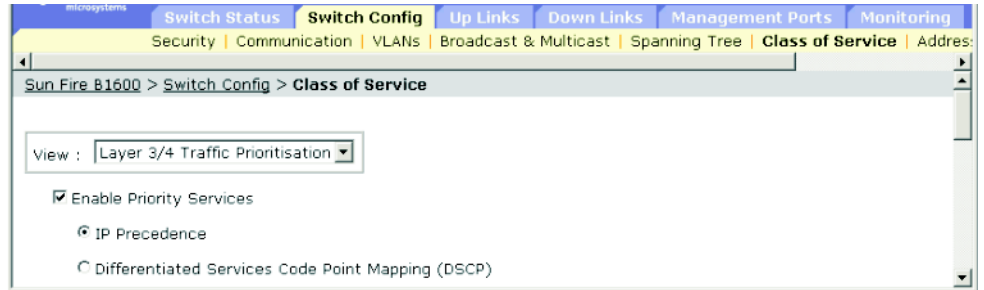 microsystems
Switch Status Switch Config Up Links Down Links Management Ports Monitoring
Security | Communication | VLANs | Broadcast & Multicast | Spanning Tree | Class of Service | Addres
Sun Fire B1600 > Switch Config > Class of Service
View : Layer 3/4 Traffic Prioritisation
Enable Priority Services
IP Precedence
Differentiated Services Code Point Mapping (DSCP)